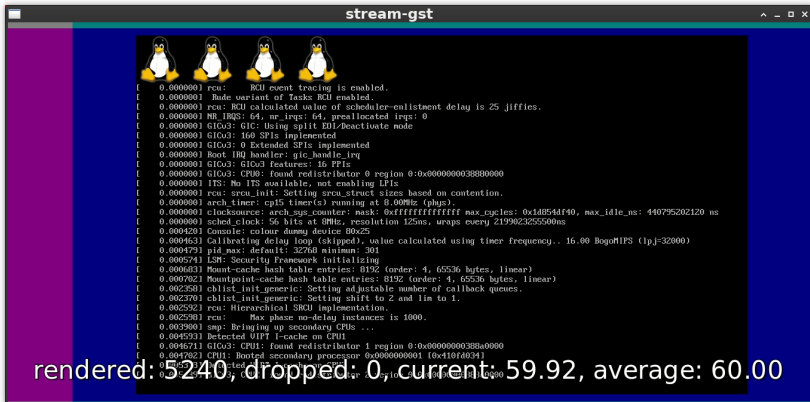 stream-gst
[    0.000000] rcu:     RCU event tracing is enabled.
[    0.000000]  Rude variant of Tasks RCU enabled.
[    0.000000] rcu: RCU calculated value of scheduler-enlistment delay is 25 jiffies.
[    0.000000] NR_IRQS: 64, nr_irqs: 64, preallocated irqs: 0
[    0.000000] GICv3: GIC: Using split EOI/Deactivate mode
[    0.000000] GICv3: 160 SPIs implemented
[    0.000000] GICv3: 0 Extended SPIs implemented
[    0.000000] Root IRQ handler: gic_handle_irq
[    0.000000] GICv3: GICv3 features: 16 PPIs
[    0.000000] GICv3: CPU0: found redistributor 0 region 0:0x0000000038880000
[    0.000000] ITS: No ITS available, not enabling LPIs
[    0.000000] rcu: srcu_init: Setting srcu_struct sizes based on contention.
[    0.000000] arch_timer: cp15 timer(s) running at 8.00MHz (phys).
[    0.000000] clocksource: arch_sys_counter: mask: 0xffffffffffffff max_cycles: 0x1d854df40, max_idle_ns: 440795202120 ns
[    0.000000] sched_clock: 56 bits at 8MHz, resolution 125ns, wraps every 2199023255500ns
[    0.000420] Console: colour dummy device 80x25
[    0.000463] Calibrating delay loop (skipped), value calculated using timer frequency.. 16.00 BogoMIPS (lpj=32000)
[    0.000479] pid_max: default: 32768 minimum: 301
[    0.000574] LSM: Security Framework initializing
[    0.000683] Mount-cache hash table entries: 8192 (order: 4, 65536 bytes, linear)
[    0.000702] Mountpoint-cache hash table entries: 8192 (order: 4, 65536 bytes, linear)
[    0.002358] cblist_init_generic: Setting adjustable number of callback queues.
[    0.002370] cblist_init_generic: Setting shift to 2 and lim to 1.
[    0.002592] rcu: Hierarchical SRCU implementation.
[    0.002598] rcu:     Max phase no-delay instances is 1000.
[    0.003900] smp: Bringing up secondary CPUs ...
[    0.004593] Detected VIPT I-cache on CPU1
[    0.004671] GICv3: CPU1: found redistributor 1 region 0:0x00000000388a0000
[    0.004702] CPU1: Booted secondary processor 0x0000000001 [0x410fd034]
rendered: 5240, dropped: 0, current: 59.92, average: 60.00